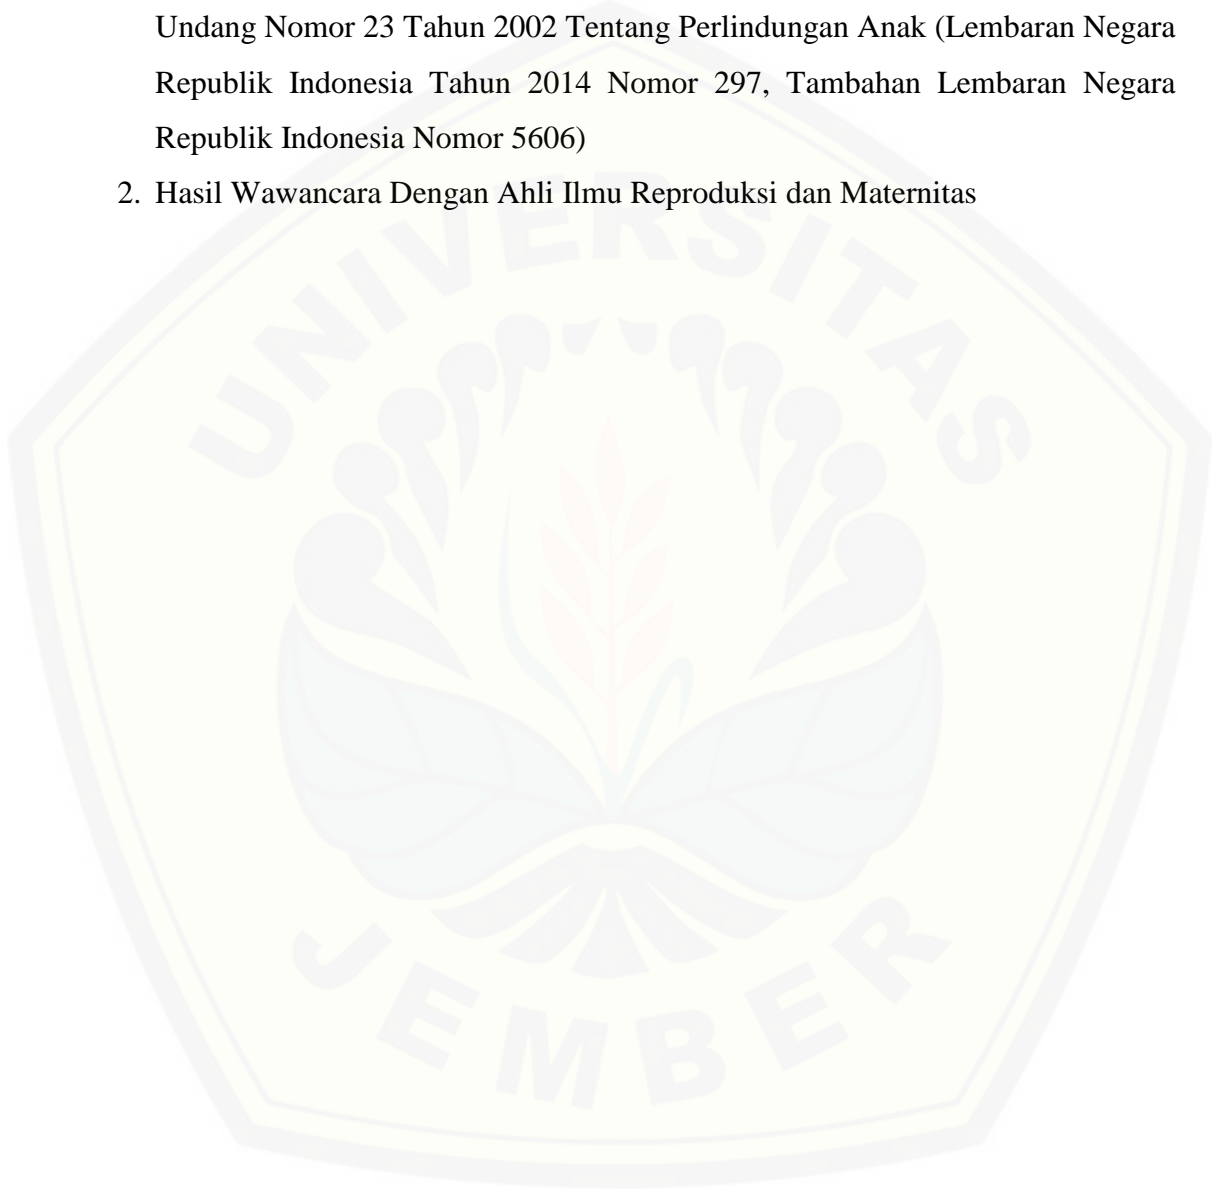 Undang Nomor 23 Tahun 2002 Tentang Perlindungan Anak (Lembaran Negara
Republik Indonesia Tahun 2014 Nomor 297, Tambahan Lembaran Negara
Republik Indonesia Nomor 5606)
2. Hasil Wawancara Dengan Ahli Ilmu Reproduksi dan Maternitas
UNIVERSITAS
JEMBER